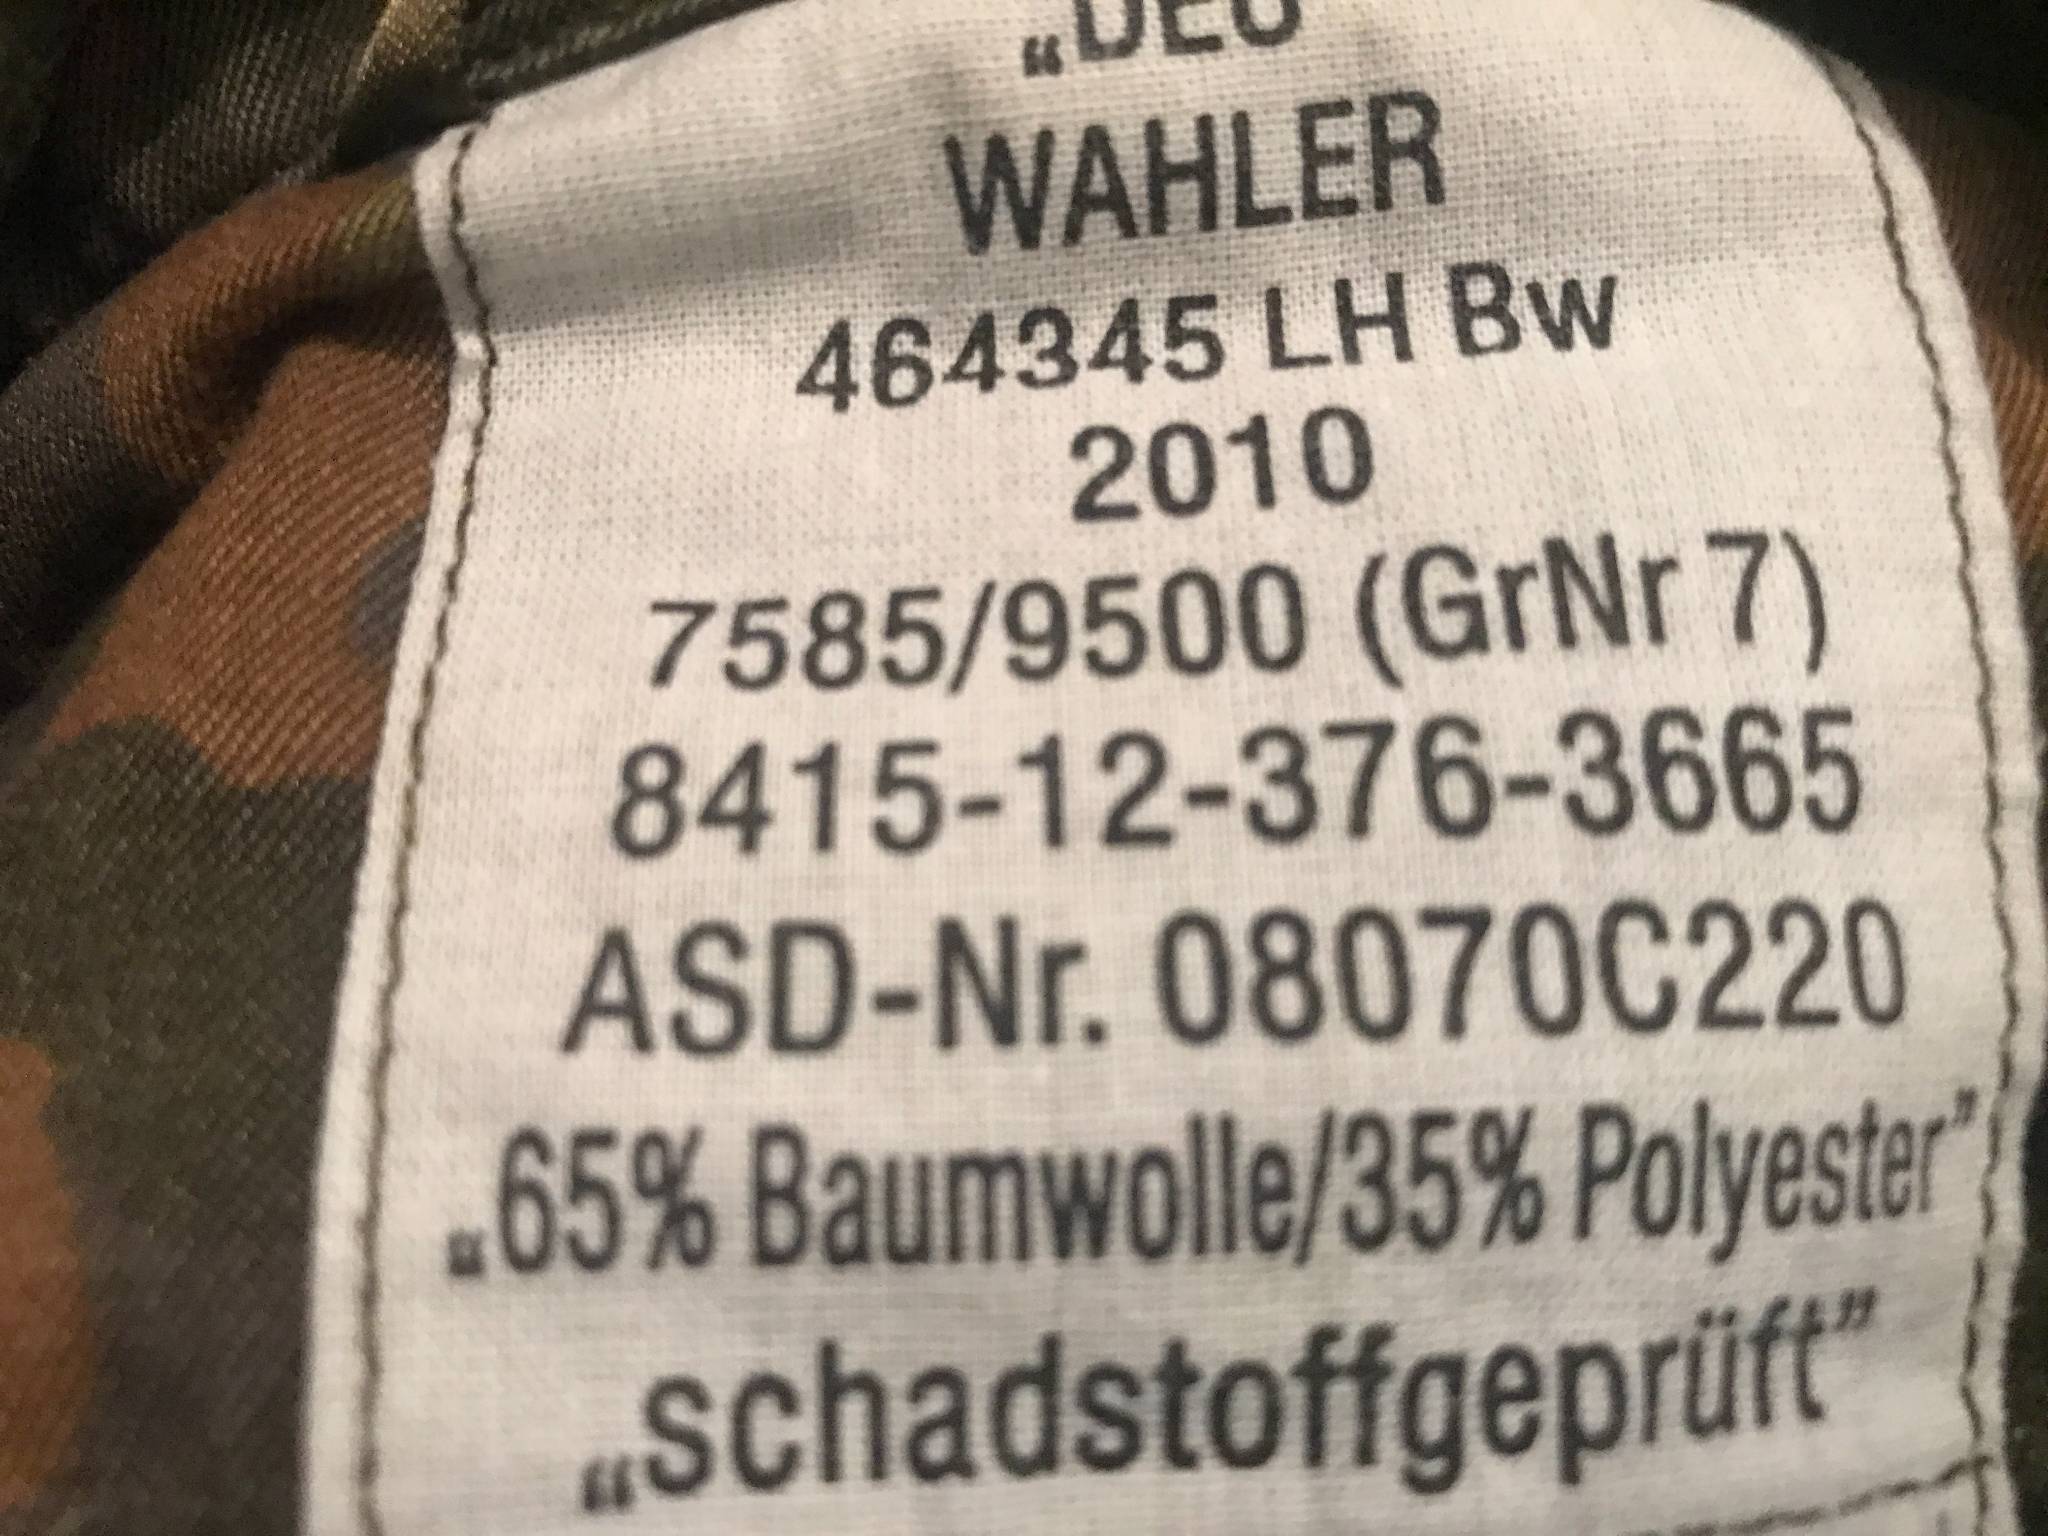 „DEU
WAHLER
464345 LH Bw
2010
7585/9500 (GrNr 7)
8415-12-376-3665
ASD-Nr. 08070C220
„65% Baumwolle/35% Polyester”
„schadstoffgeprüft”